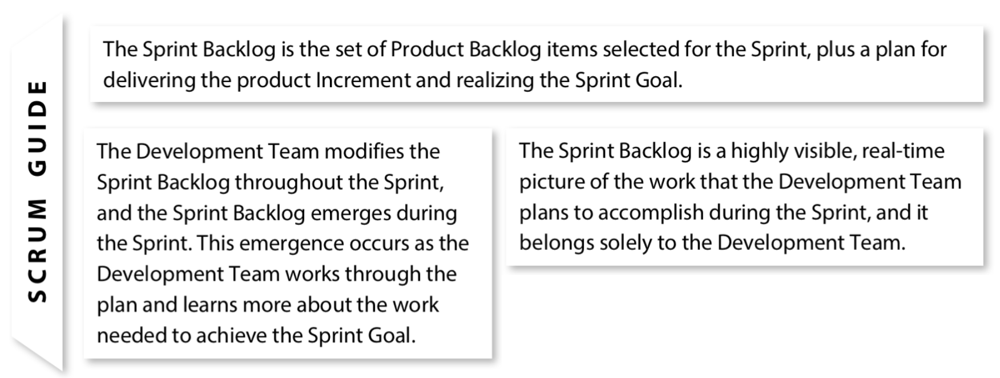 SCRUM GUIDE
The Sprint Backlog is the set of Product Backlog items selected for the Sprint, plus a plan for
delivering the product Increment and realizing the Sprint Goal.
The Development Team modifies the
Sprint Backlog throughout the Sprint,
and the Sprint Backlog emerges during
the Sprint. This emergence occurs as the
Development Team works through the
plan and learns more about the work
needed to achieve the Sprint Goal.
The Sprint Backlog is a highly visible, real-time
picture of the work that the Development Team
plans to accomplish during the Sprint, and it
belongs solely to the Development Team.